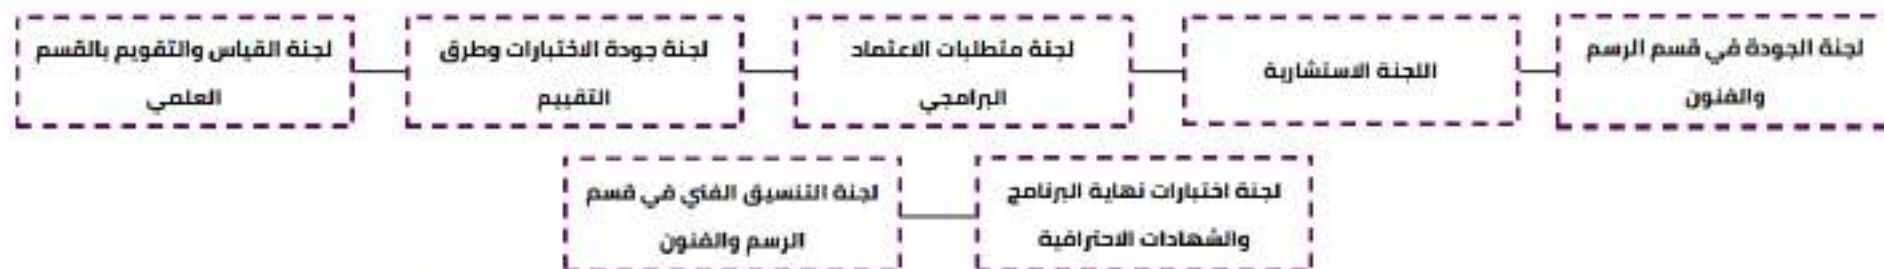 لجنة الجودة في قسم الرسم
والفنون
اللجنة الاستشارية
لجنة متطلبات الاعتماد
البرامجي
لجنة جودة الاختبارات وطرق
التقييم
لجنة القياس والتقويم بالقسم
العلمي
لجنة اختبارات نهاية البرنامج
والشهادات الاحترافية
لجنة التنسيق الفني في قسم
الرسم والفنون